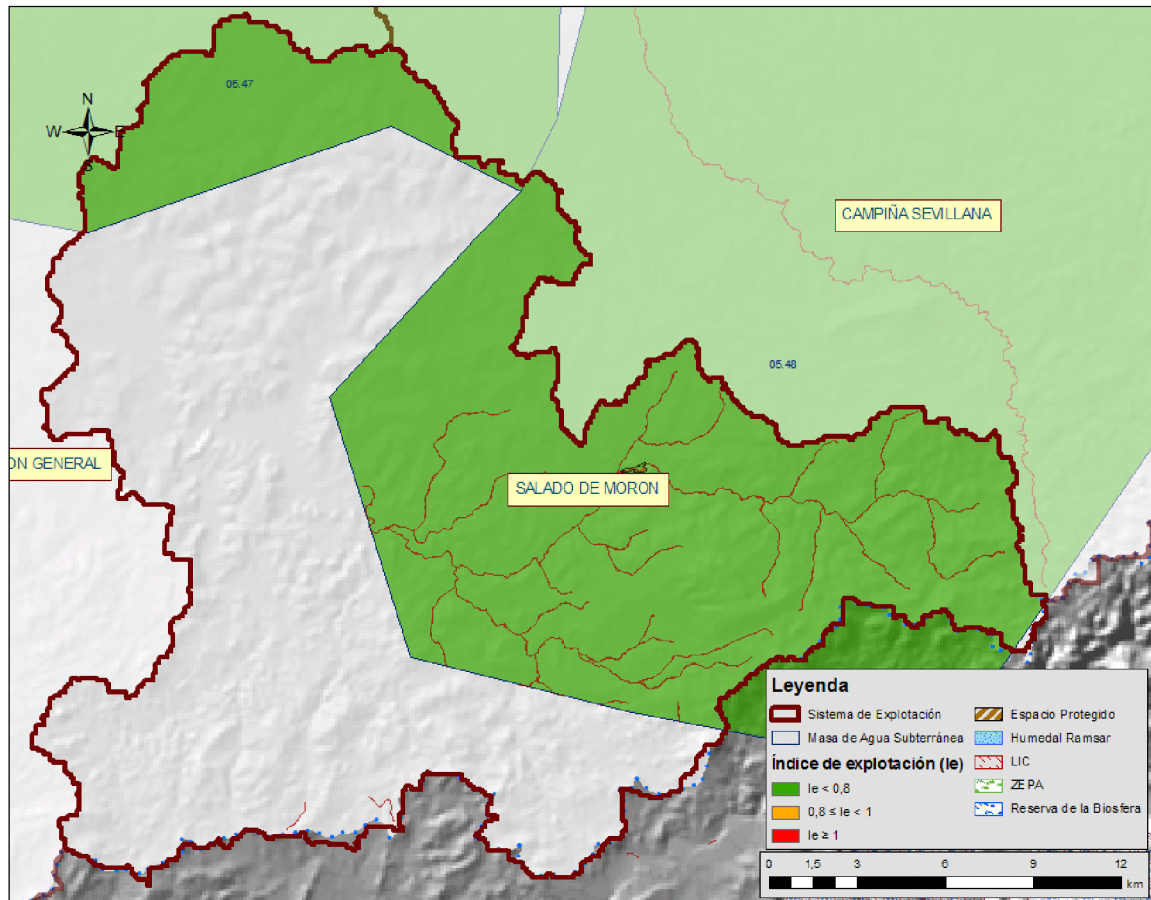 05.47
N
W E
S
CAMPIÑA SEVILLANA
05.48
ON GENERAL
SALADO DE MORON
Leyenda
Sistema de Explotación
Masa de Agua Subterránea
Índice de explotación (Ie)
Ie < 0,8
0,8 ≤ Ie < 1
Ie ≥ 1
Espacio Protegido
Humedal Ramsar
LIC
ZEPA
Reserva de la Biosfera
0 1,5 3 6 9 12
km